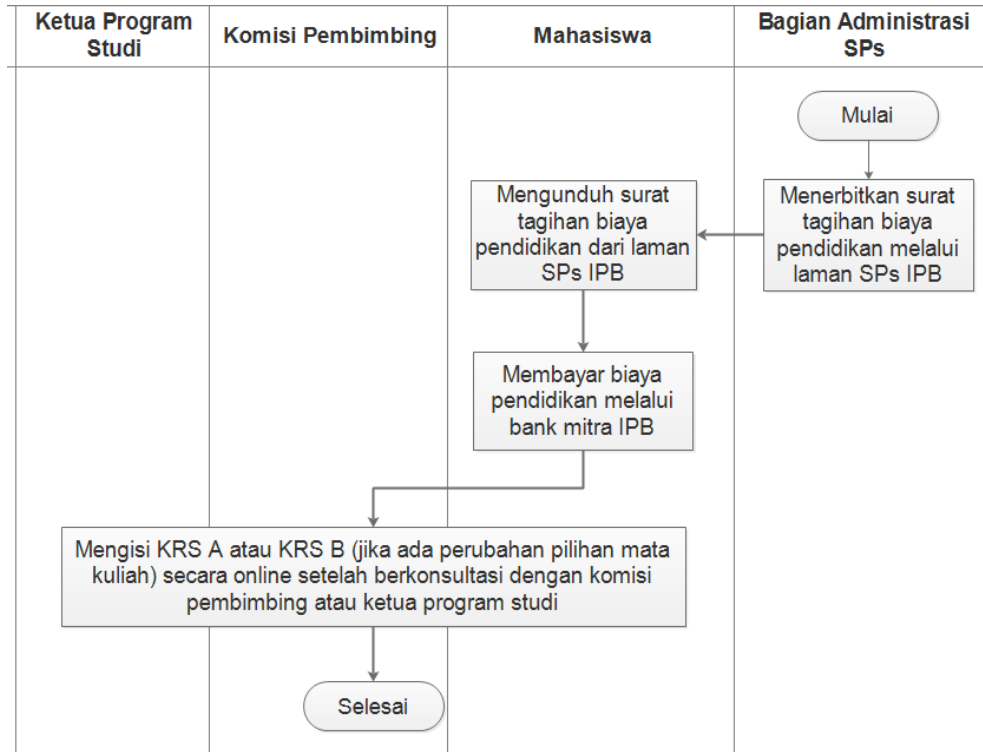 Ketua Program
Studi
Komisi Pembimbing
Mahasiswa
Bagian Administrasi
SPs
Mulai
Menerbitkan surat
tagihan biaya
pendidikan melalui
laman SPs IPB
Mengunduh surat
tagihan biaya
pendidikan dari laman
SPs IPB
Membayar biaya
pendidikan melalui
bank mitra IPB
Mengisi KRS A atau KRS B (jika ada perubahan pilihan mata
kuliah) secara online setelah berkonsultasi dengan komisi
pembimbing atau ketua program studi
Selesai